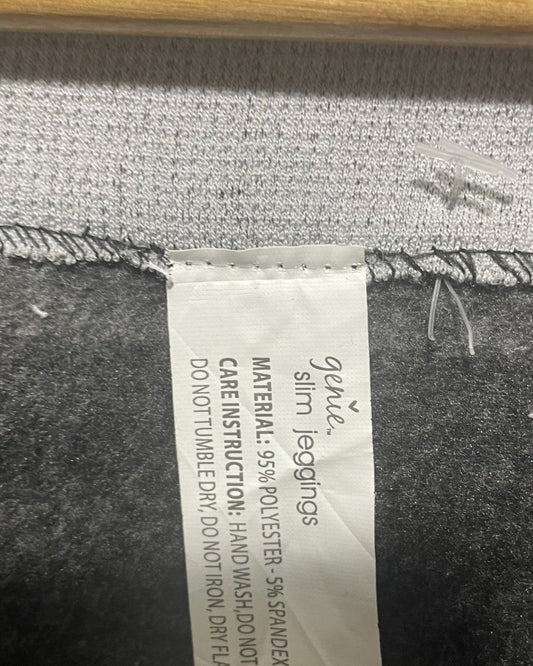 genie™
slim jeggings
MATERIAL: 95% POLYESTER - 5% SPANDEX
CARE INSTRUCTION: HAND WASH, DO NOT
DO NOT TUMBLE DRY, DO NOT IRON, DRY FLA